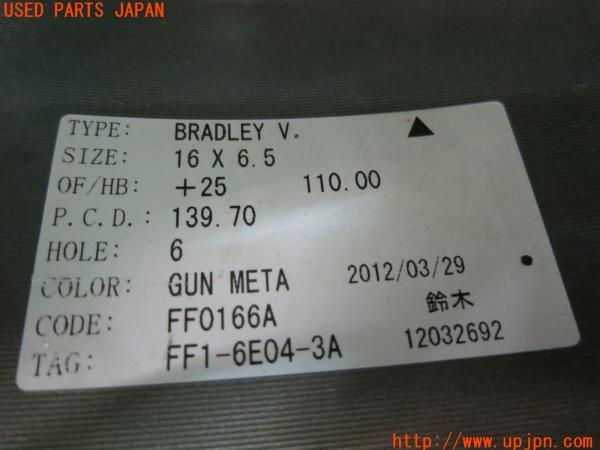 USED PARTS JAPAN
TYPE: BRADLEY V. ▲
SIZE: 16 X 6.5
OF/HB: +25 110.00
P.C.D.: 139.70
HOLE: 6
COLOR: GUN META 2012/03/29
鈴木
CODE: FF0166A
12032692
TAG: FF1-6E04-3A
http://www.upjpn.com/